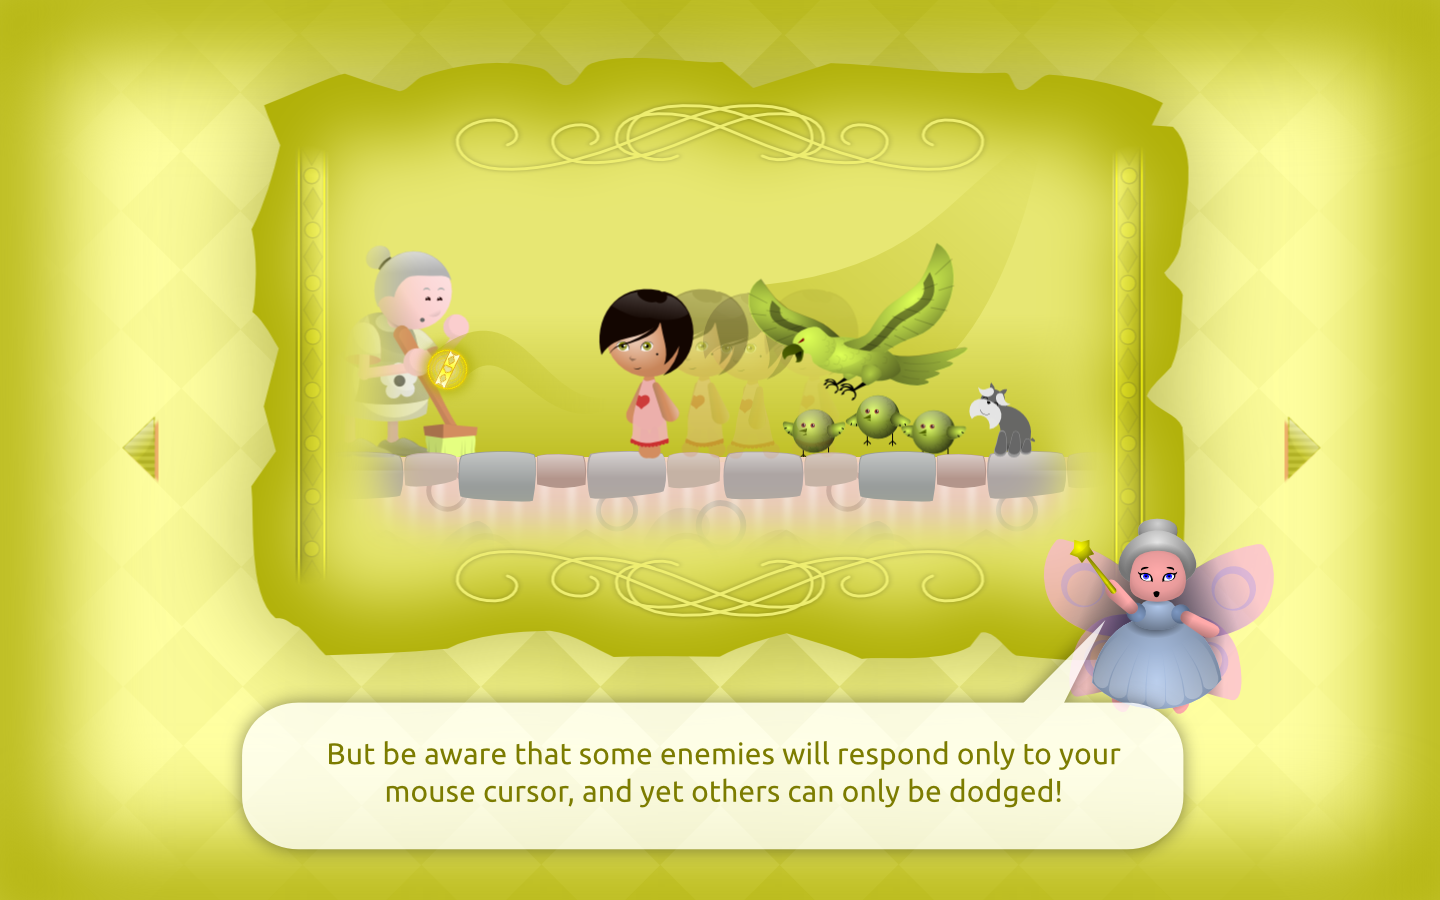 But be aware that some enemies will respond only to your
mouse cursor, and yet others can only be dodged!